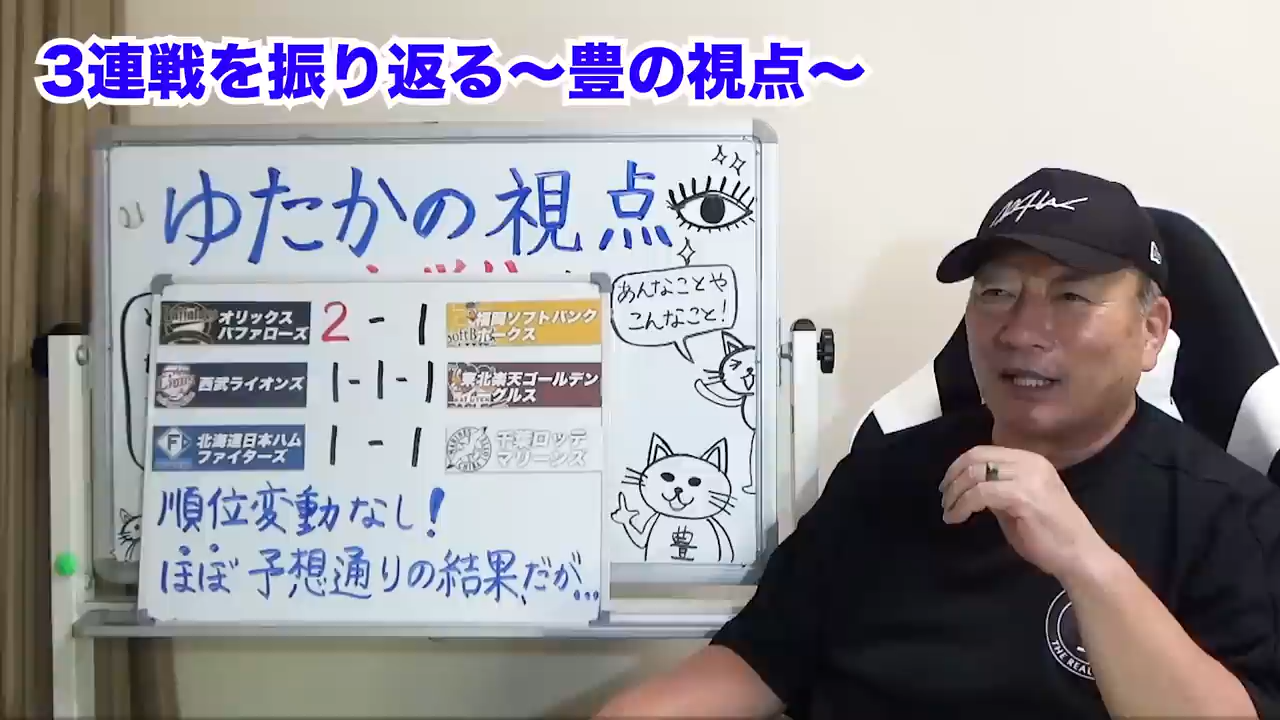 3連戦を振り返る〜豊の視点〜
ゆたかの視点
あんなことや
こんなこと!
オリックス
バファローズ
2 - 1
福岡ソフトバンク
ホークス
西武ライオンズ
1-1-1
東北楽天ゴールデン
イーグルス
F
北海道日本ハム
ファイターズ
1 - 1
千葉ロッテ
マリーンズ
順位変動なし!
ほぼ予想通りの結果だが...
豊